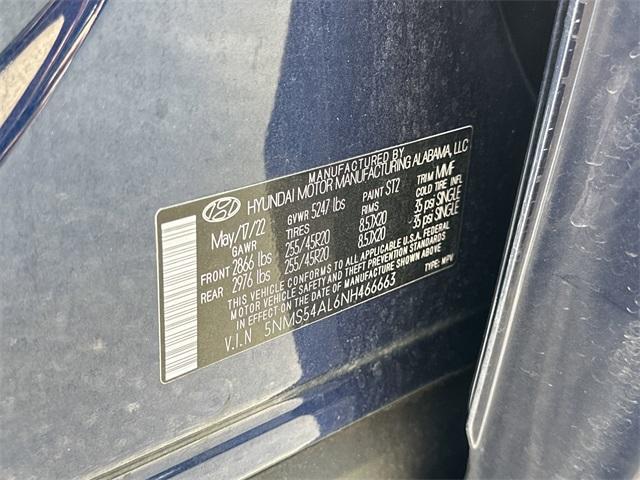 MANUFACTURED BY
HYUNDAI MOTOR MANUFACTURING ALABAMA, LLC
May/17/22 GVWR 5247 lbs PAINT ST2 TRIM MMF
GAWR TIRES RIMS COLD TIRE INFL
FRONT 2866 lbs 255/45R20 8.5JX20 35 psi SINGLE
REAR 2976 lbs 255/45R20 8.5JX20 35 psi SINGLE
THIS VEHICLE CONFORMS TO ALL APPLICABLE U.S.A. FEDERAL
MOTOR VEHICLE SAFETY AND THEFT PREVENTION STANDARDS
IN EFFECT ON THE DATE OF MANUFACTURE SHOWN ABOVE
V.I.N 5NMS54AL6NH466663 TYPE: MPV